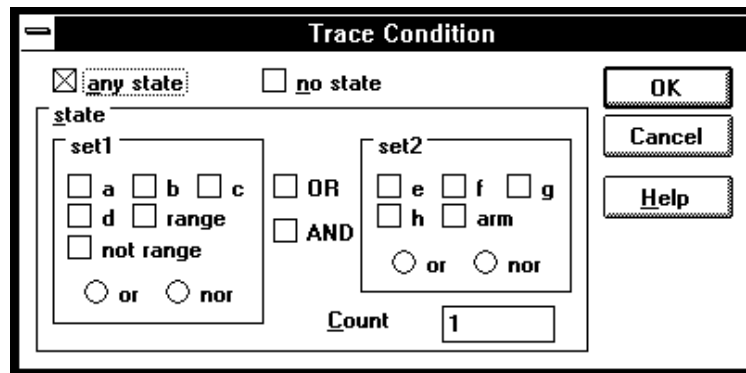 Trace Condition
any state no state
OK
state
Cancel
set1 set2
a b c OR e f g
Help
d range AND h arm
not range
or nor or nor
Count 1